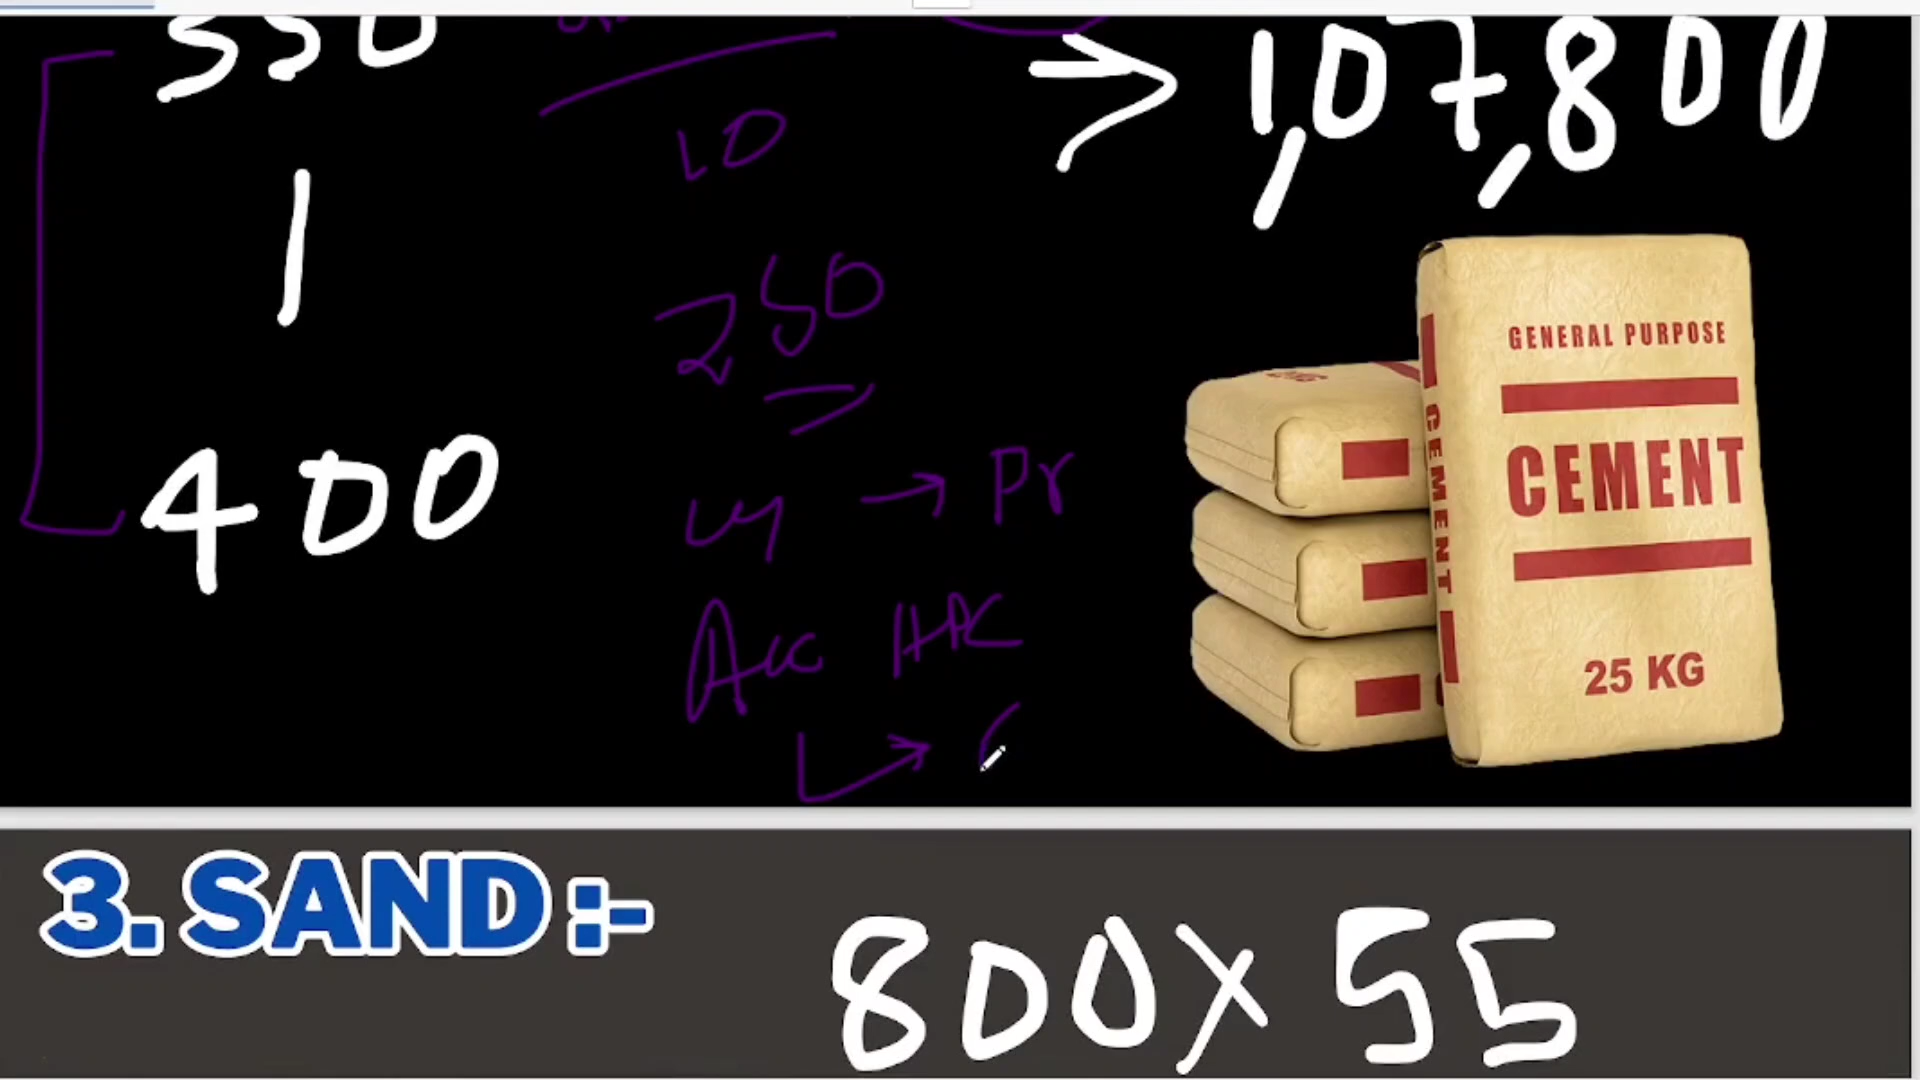 350
1
400
10
250
→ Pr
Acc
> 1,07,800
GENERAL PURPOSE
CEMENT
25 KG
CEMENT
3. SAND :-
800 x 55